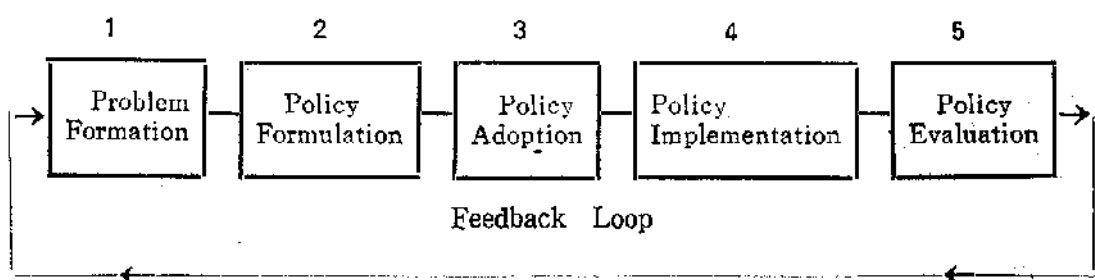 1 2 3 4 5
Problem Formation
Policy Formulation
Policy Adoption
Policy Implementation
Policy Evaluation
Feedback Loop